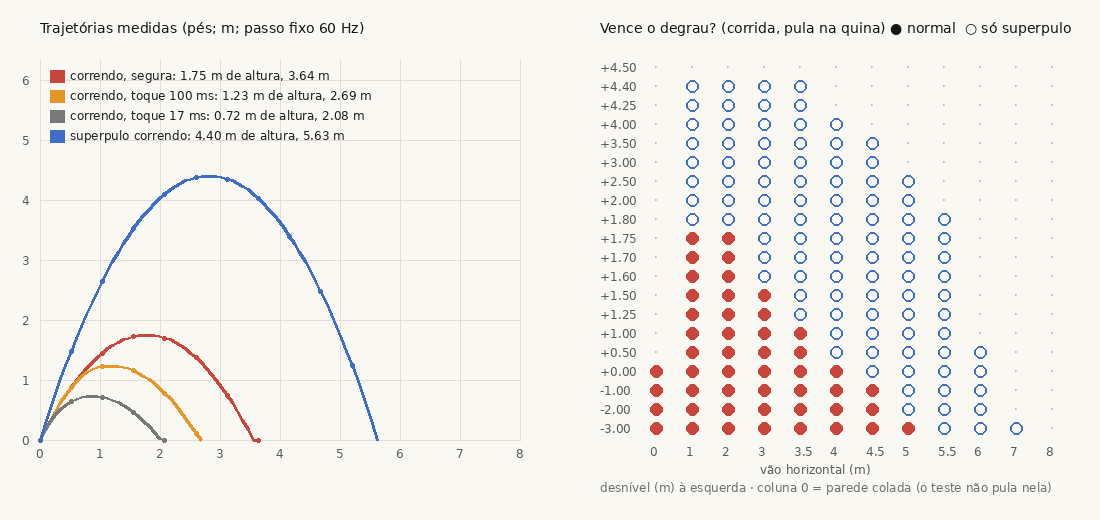 Trajetórias medidas (pés; m; passo fixo 60 Hz)
6
5
4
3
2
1
0
correndo, segura: 1.75 m de altura, 3.64 m
correndo, toque 100 ms: 1.23 m de altura, 2.69 m
correndo, toque 17 ms: 0.72 m de altura, 2.08 m
superpulo correndo: 4.40 m de altura, 5.63 m
0 1 2 3 4 5 6 7 8
Vence o degrau? (corrida, pula na quina) ● normal ○ só superpulo
+4.50
+4.40
+4.25
+4.00
+3.50
+3.00
+2.50
+2.00
+1.80
+1.75
+1.70
+1.60
+1.50
+1.25
+1.00
+0.50
+0.00
-1.00
-2.00
-3.00
0 1 2 3 3.5 4 4.5 5 5.5 6 7 8
vão horizontal (m)
desnível (m) à esquerda · coluna 0 = parede colada (o teste não pula nela)